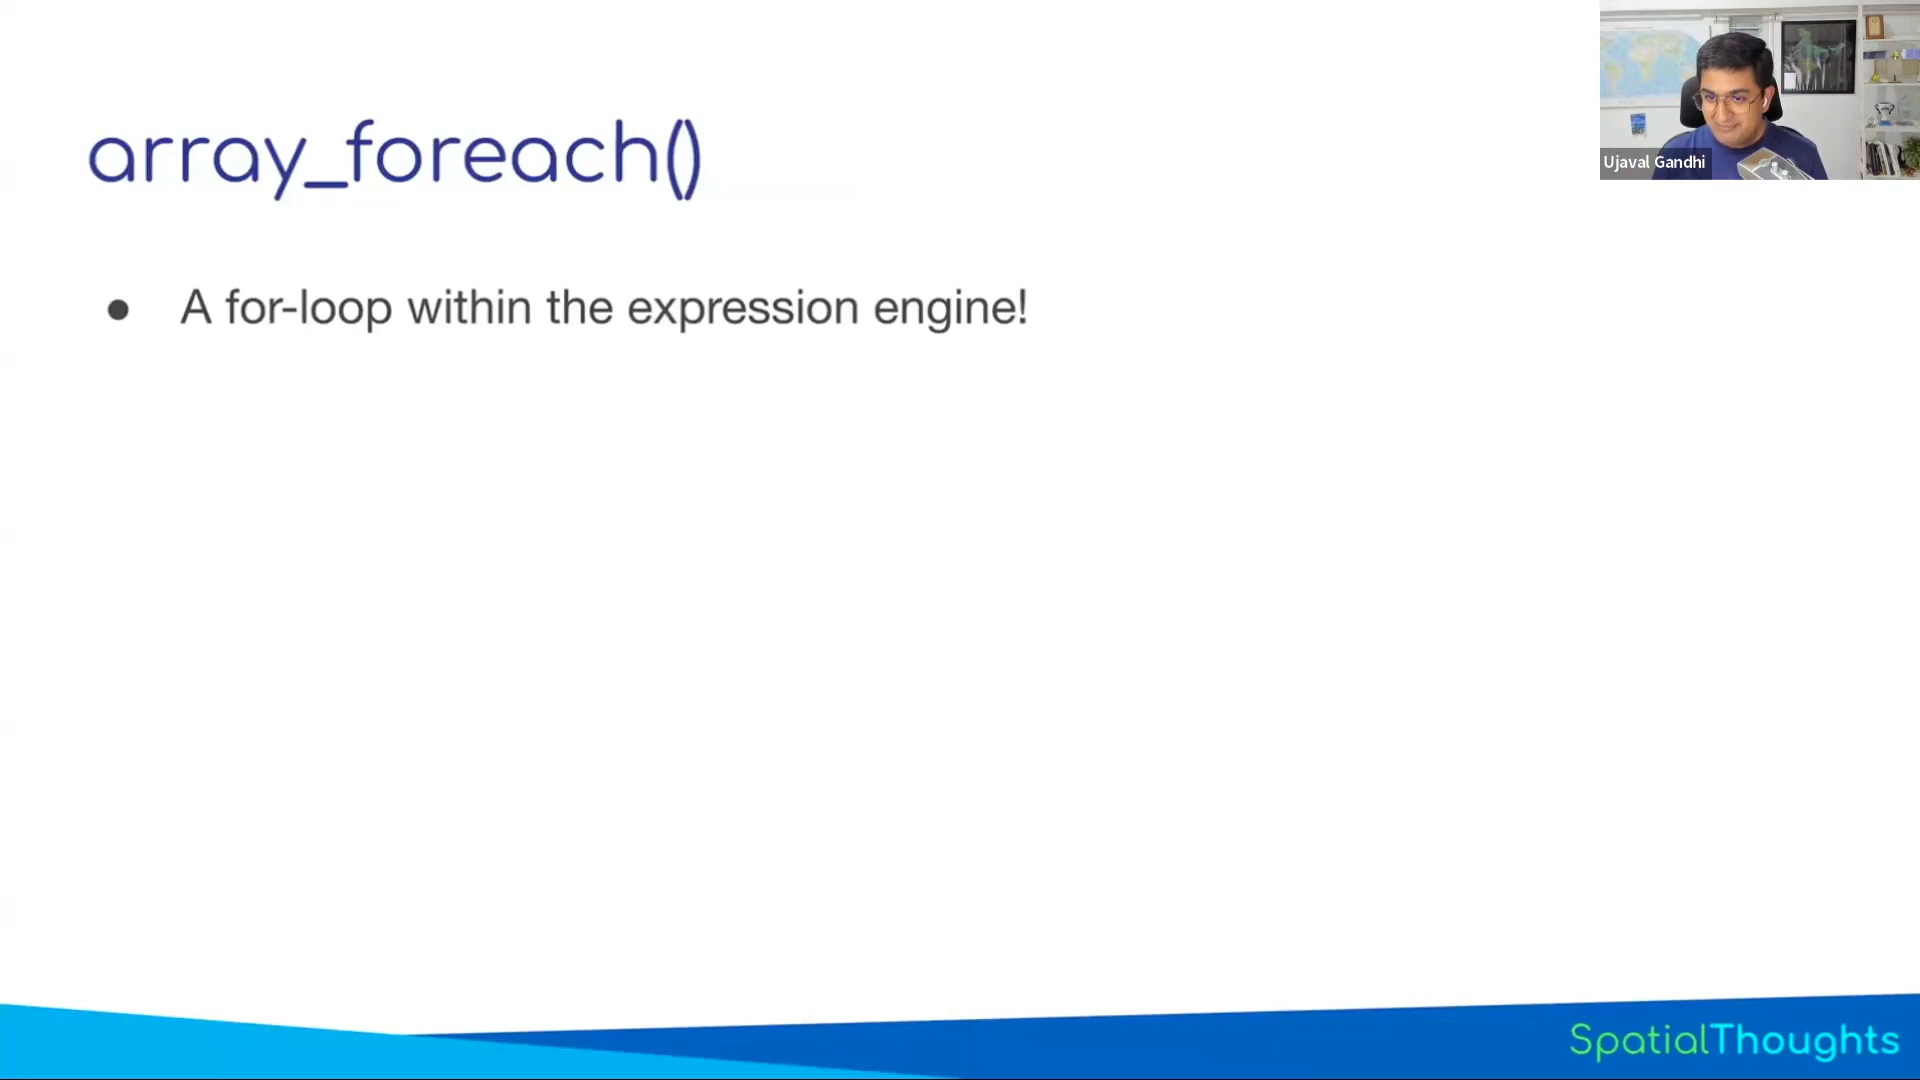 array_foreach()
● A for-loop within the expression engine!
Ujaval Gandhi
SpatialThoughts